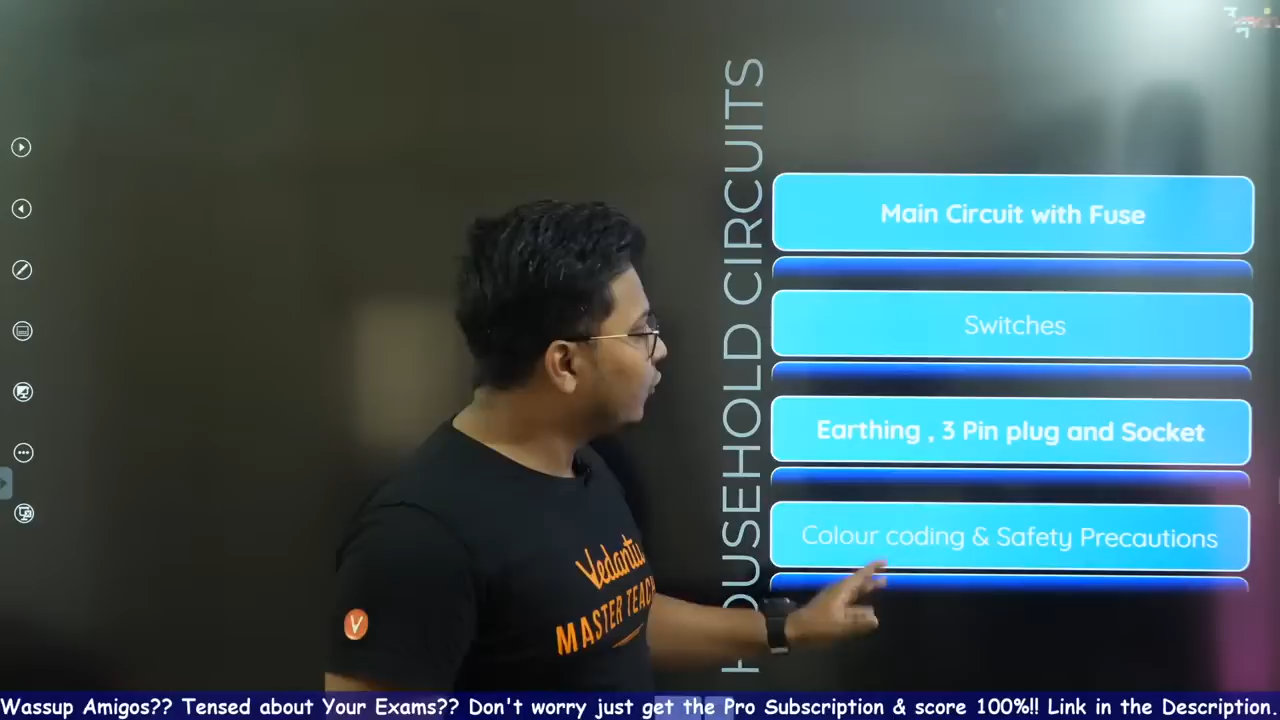 HOUSEHOLD CIRCUITS
Main Circuit with Fuse
Switches
Earthing , 3 Pin plug and Socket
Colour coding & Safety Precautions
Vedantu
MASTER TEACH
V
Wassup Amigos?? Tensed about Your Exams?? Don't worry just get the Pro Subscription & score 100%!! Link in the Description.